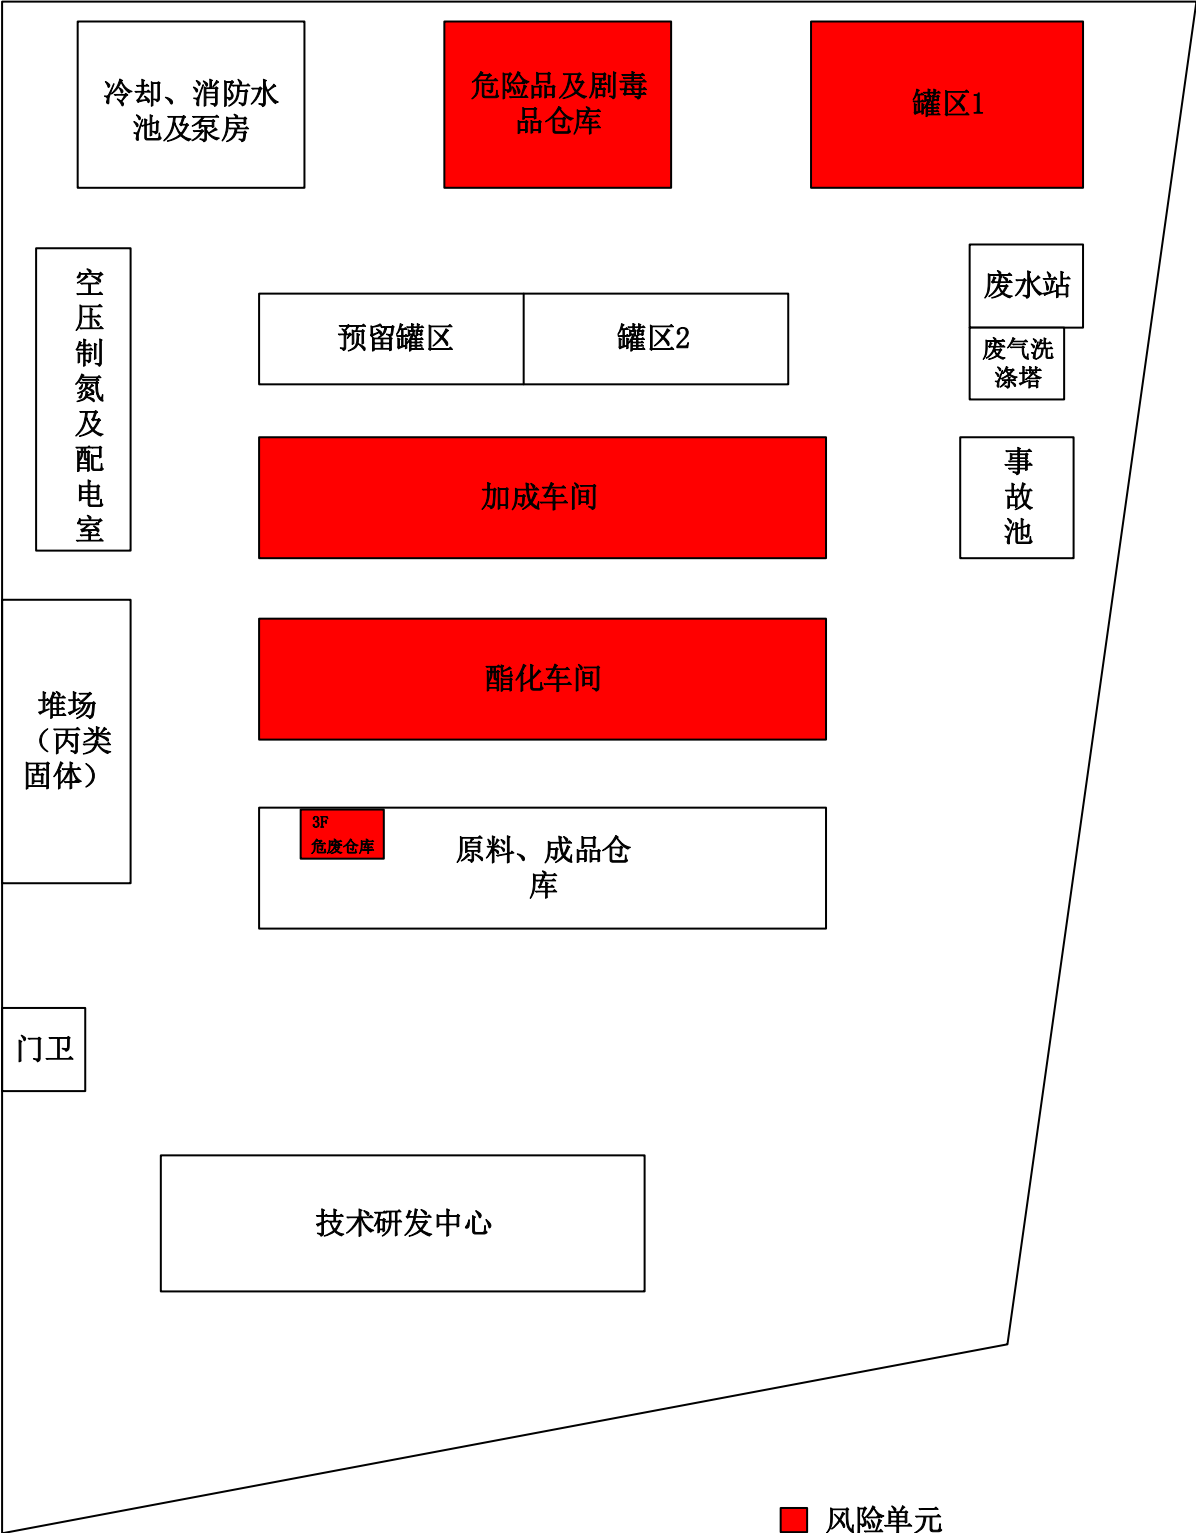 冷却、消防水
池及泵房
危险品及剧毒
品仓库
罐区1
空
压
制
氮
及
配
电
室
预留罐区
罐区2
废水站
废气洗
涤塔
加成车间
事
故
池
酯化车间
堆场
（丙类
固体）
3F
危废仓库
原料、成品仓
库
门卫
技术研发中心
风险单元